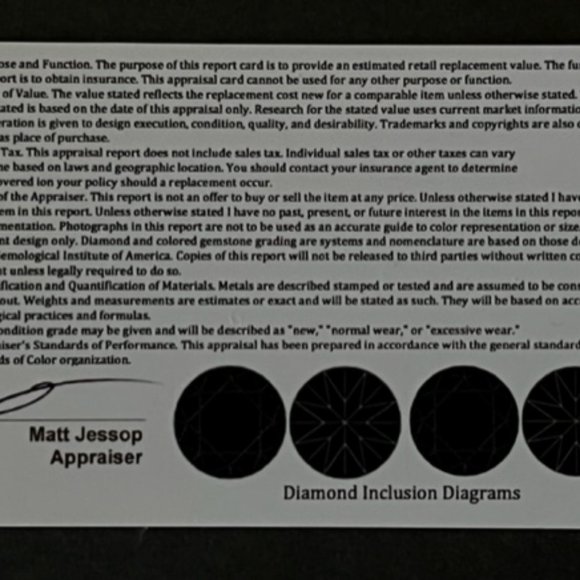 ose and Function. The purpose of this report card is to provide an estimated retail replacement value. The fu
ort is to obtain insurance. This appraisal card cannot be used for any other purpose or function.
of Value. The value stated reflects the replacement cost new for a comparable item unless otherwise stated.
ated is based on the date of this appraisal only. Research for the stated value uses current market informatio
eration is given to design execution, condition, quality, and desirability. Trademarks and copyrights are also
as place of purchase.
Tax. This appraisal report does not include sales tax. Individual sales tax or other taxes can vary
ne based on laws and geographic location. You should contact your insurance agent to determine
overed ion your policy should a replacement occur.
of the Appraiser. This report is not an offer to buy or sell the item at any price. Unless otherwise stated I have
em in this report. Unless otherwise stated I have no past, present, or future interest in the items in this repor
mentation. Photographs in this report are not to be used as an accurate guide to color representation or size
nt design only. Diamond and colored gemstone grading are systems and nomenclature are based on those d
emological Institute of America. Copies of this report will not be released to third parties without written co
t unless legally required to do so.
ification and Quantification of Materials. Metals are described stamped or tested and are assumed to be cons
out. Weights and measurements are estimates or exact and will be stated as such. They will be based on acc
gical practices and formulas.
ondition grade may be given and will be described as "new," "normal wear," or "excessive wear."
iser's Standards of Performance. This appraisal has been prepared in accordance with the general standard
ds of Color organization.
Matt Jessop
Appraiser
Diamond Inclusion Diagrams